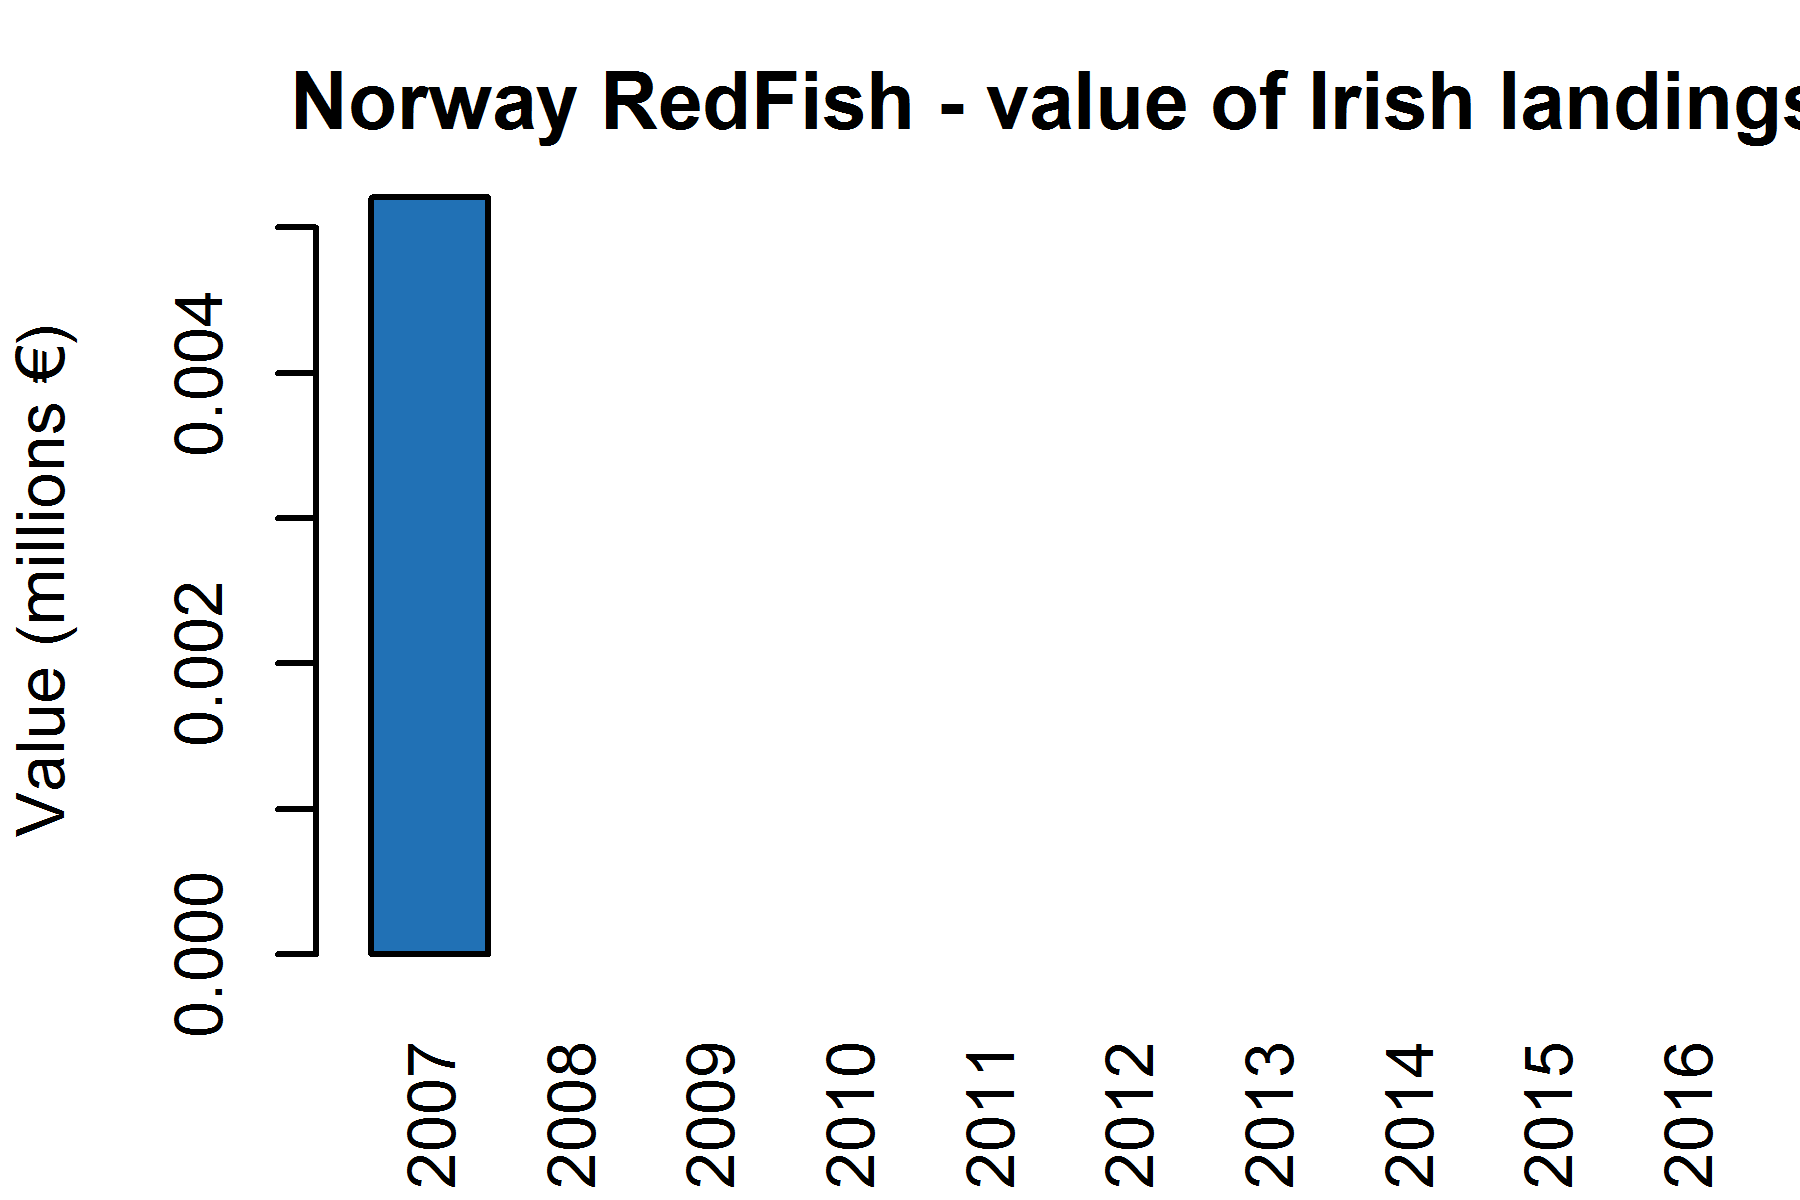 Norway RedFish - value of Irish landings
Value (millions €)
0.004
0.002
0.000
2007 2008 2009 2010 2011 2012 2013 2014 2015 2016